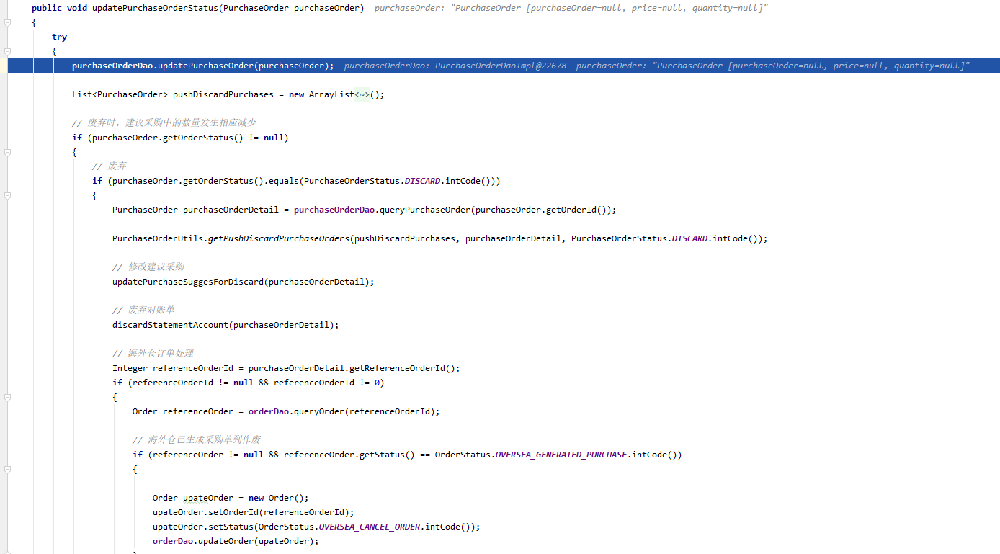 public void updatePurchaseOrderStatus(PurchaseOrder purchaseOrder) purchaseOrder: "PurchaseOrder [purchaseOrder=null, price=null, quantity=null]"
{
try
{
purchaseOrderDao.updatePurchaseOrder(purchaseOrder); purchaseOrderDao: PurchaseOrderDaoImpl@22678 purchaseOrder: "PurchaseOrder [purchaseOrder=null, price=null, quantity=null]"
List<PurchaseOrder> pushDiscardPurchases = new ArrayList<~>();
// 废弃时，建议采购中的数量发生相应减少
if (purchaseOrder.getOrderStatus() != null)
{
// 废弃
if (purchaseOrder.getOrderStatus().equals(PurchaseOrderStatus.DISCARD.intCode()))
{
PurchaseOrder purchaseOrderDetail = purchaseOrderDao.queryPurchaseOrder(purchaseOrder.getOrderId());
PurchaseOrderUtils.getPushDiscardPurchaseOrders(pushDiscardPurchases, purchaseOrderDetail, PurchaseOrderStatus.DISCARD.intCode());
// 修改建议采购
updatePurchaseSuggesForDiscard(purchaseOrderDetail);
// 废弃对账单
discardStatementAccount(purchaseOrderDetail);
// 海外仓订单处理
Integer referenceOrderId = purchaseOrderDetail.getReferenceOrderId();
if (referenceOrderId != null && referenceOrderId != 0)
{
Order referenceOrder = orderDao.queryOrder(referenceOrderId);
// 海外仓已生成采购单到作废
if (referenceOrder != null && referenceOrder.getStatus() == OrderStatus.OVERSEA_GENERATED_PURCHASE.intCode())
{
Order upateOrder = new Order();
upateOrder.setOrderId(referenceOrderId);
upateOrder.setStatus(OrderStatus.OVERSEA_CANCEL_ORDER.intCode());
orderDao.updateOrder(upateOrder);
}